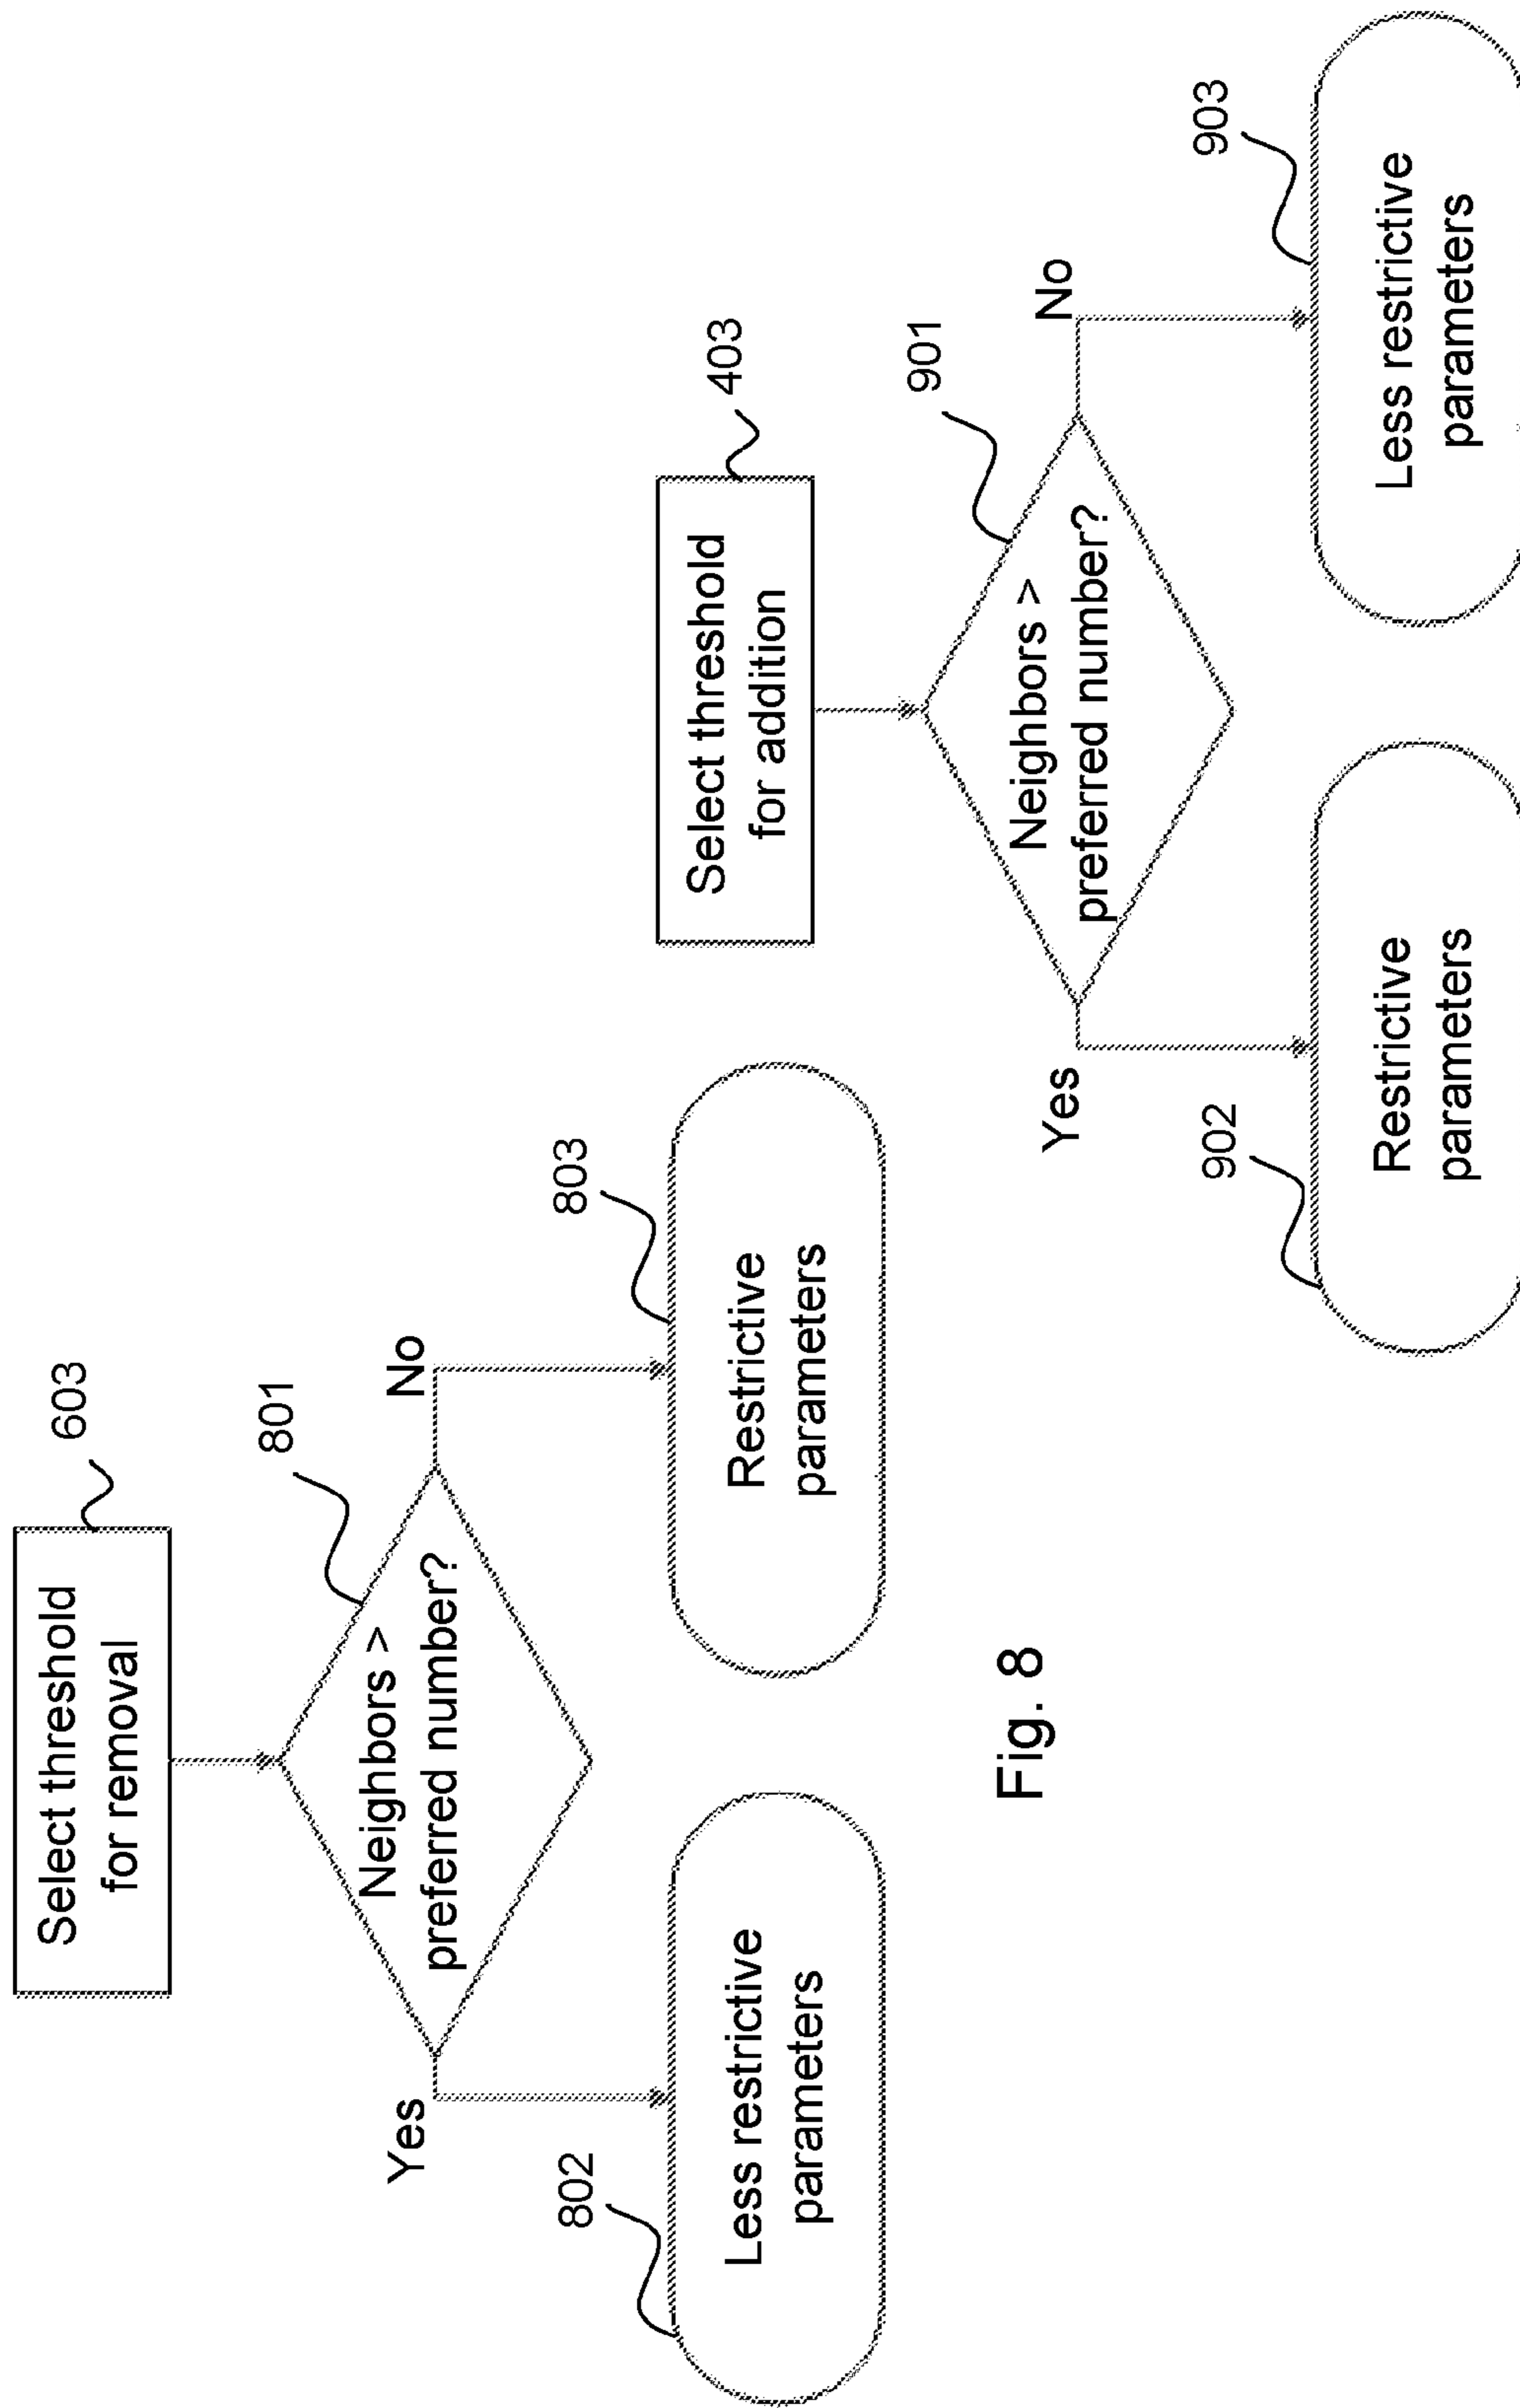 Select threshold
for removal
603
801
Neighbors >
preferred number?
Yes
No
802
803
Less restrictive
parameters
Restrictive
parameters
Fig. 8
Select threshold
for addition
403
901
Neighbors >
preferred number?
Yes
No
902
903
Restrictive
parameters
Less restrictive
parameters